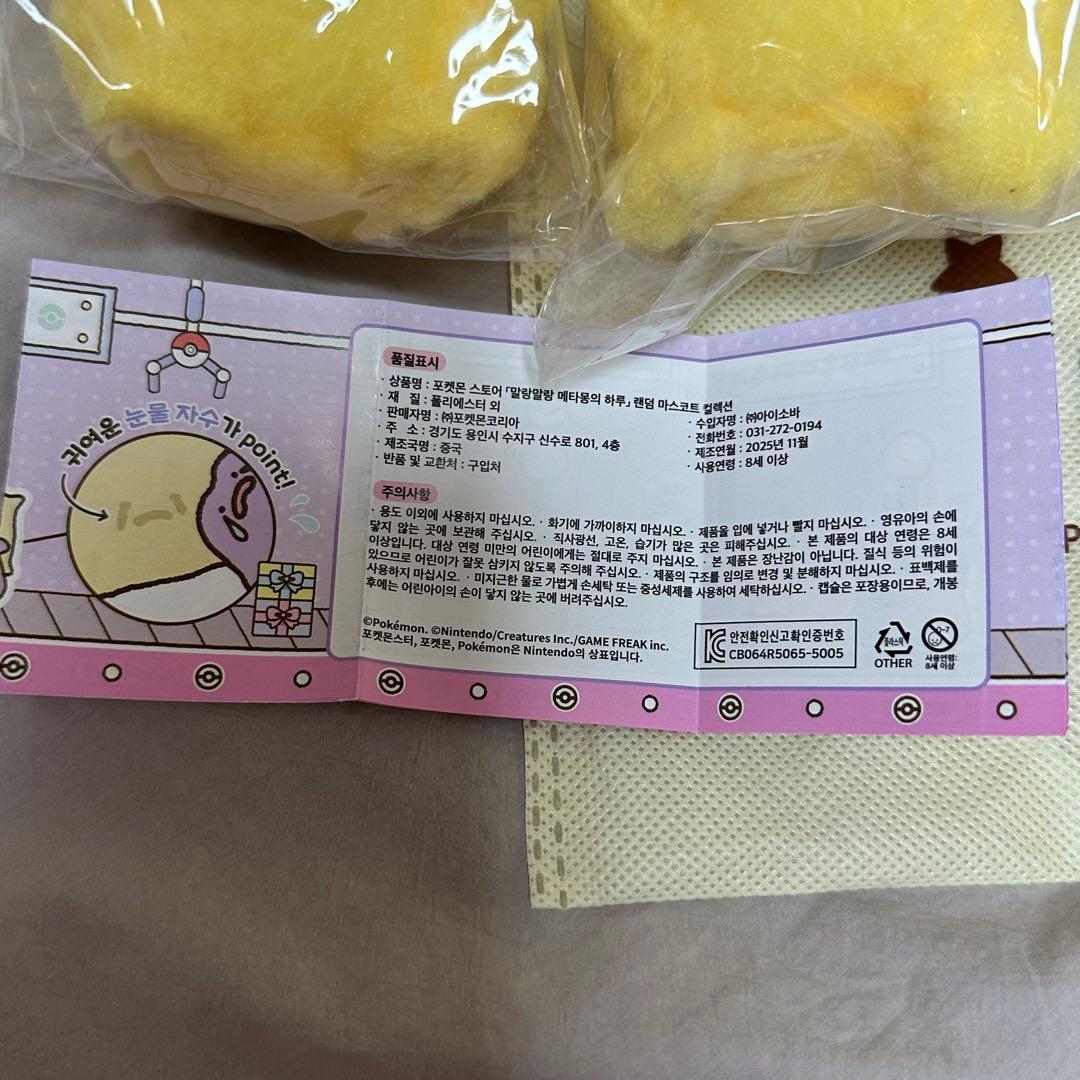 귀여운 눈물 자수가 point!
품질표시
· 상품명 : 포켓몬 스토어 「말랑말랑 메타몽의 하루」 랜덤 마스코트 컬렉션
· 재 질 : 폴리에스터 외
· 판매자명 : ㈜포켓몬코리아
· 주 소 : 경기도 용인시 수지구 신수로 801, 4층
· 제조국명 : 중국
· 반품 및 교환처 : 구입처
· 수입자명 : ㈜아이소바
· 전화번호 : 031-272-0194
· 제조연월 : 2025년 11월
· 사용연령 : 8세 이상
주의사항
· 용도 이외에 사용하지 마십시오. · 화기에 가까이하지 마십시오. · 제품을 입에 넣거나 빨지 마십시오. · 영유아의 손에
닿지 않는 곳에 보관해 주십시오. · 직사광선, 고온, 습기가 많은 곳은 피해주십시오. · 본 제품의 대상 연령은 8세
이상입니다. 대상 연령 미만의 어린이에게는 절대로 주지 마십시오. · 본 제품은 장난감이 아닙니다. 질식 등의 위험이
있으므로 어린이가 잘못 삼키지 않도록 주의해 주십시오. · 제품의 구조를 임의로 변경 및 분해하지 마십시오. · 표백제를
사용하지 마십시오. · 미지근한 물로 가볍게 손세탁 또는 중성세제를 사용하여 세탁하십시오. · 캡슐은 포장용이므로, 개봉
후에는 어린아이의 손이 닿지 않는 곳에 버려주십시오.
©Pokémon. ©Nintendo/Creatures Inc./GAME FREAK inc.
포켓몬스터, 포켓몬, Pokémon은 Nintendo의 상표입니다.
안전확인신고확인증번호
CB064R5065-5005
플라스틱
OTHER
0-7
사용연령:
8세 이상
P